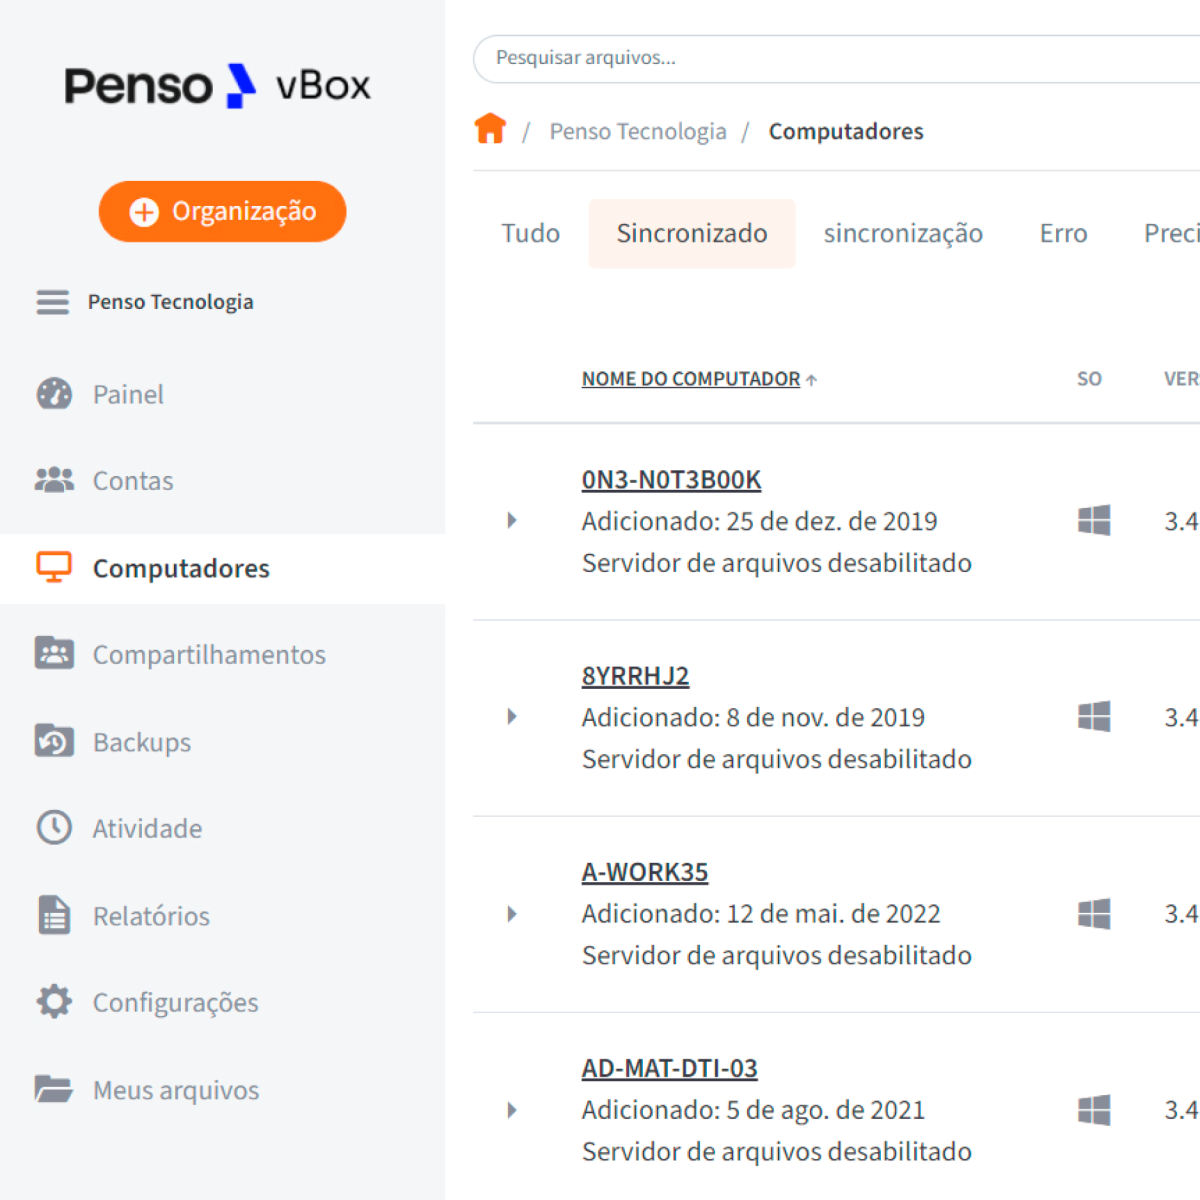 Penso vBox
Organização
Penso Tecnologia
Painel
Contas
Computadores
Compartilhamentos
Backups
Atividade
Relatórios
Configurações
Meus arquivos
Pesquisar arquivos...
/ Penso Tecnologia / Computadores
Tudo Sincronizado sincronização Erro Preci
NOME DO COMPUTADOR ↑ SO VER
0N3-N0T3B00K
Adicionado: 25 de dez. de 2019 3.4
Servidor de arquivos desabilitado
8YRRHJ2
Adicionado: 8 de nov. de 2019 3.4
Servidor de arquivos desabilitado
A-WORK35
Adicionado: 12 de mai. de 2022 3.4
Servidor de arquivos desabilitado
AD-MAT-DTI-03
Adicionado: 5 de ago. de 2021 3.4
Servidor de arquivos desabilitado